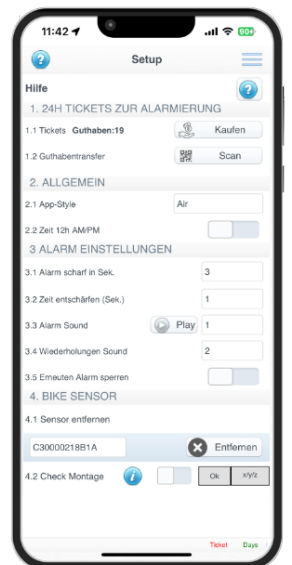 11:42
Setup
Hilfe
1. 24H TICKETS ZUR ALARMIERUNG
1.1 Tickets Guthaben:19 Kaufen
1.2 Guthabentransfer Scan
2. ALLGEMEIN
2.1 App-Style Air
2.2 Zeit 12h AM/PM
3 ALARM EINSTELLUNGEN
3.1 Alarm scharf in Sek. 3
3.2 Zeit entschärfen (Sek.) 1
3.3 Alarm Sound Play 1
3.4 Wiederholungen Sound 2
3.5 Erneuten Alarm sperren
4. BIKE SENSOR
4.1 Sensor entfernen
C30000218B1A Entfernen
4.2 Check Montage Ok x/y/z
Ticket Days